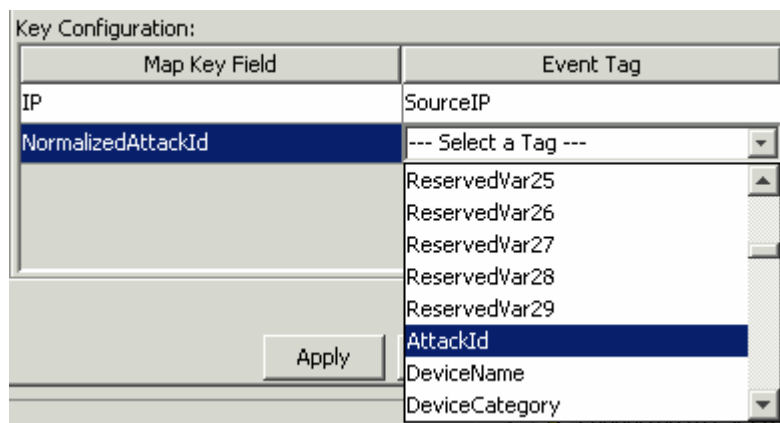 Key Configuration:
Map Key Field Event Tag
IP SourceIP
NormalizedAttackId --- Select a Tag ---
ReservedVar25
ReservedVar26
ReservedVar27
ReservedVar28
ReservedVar29
AttackId
Apply
DeviceName
DeviceCategory